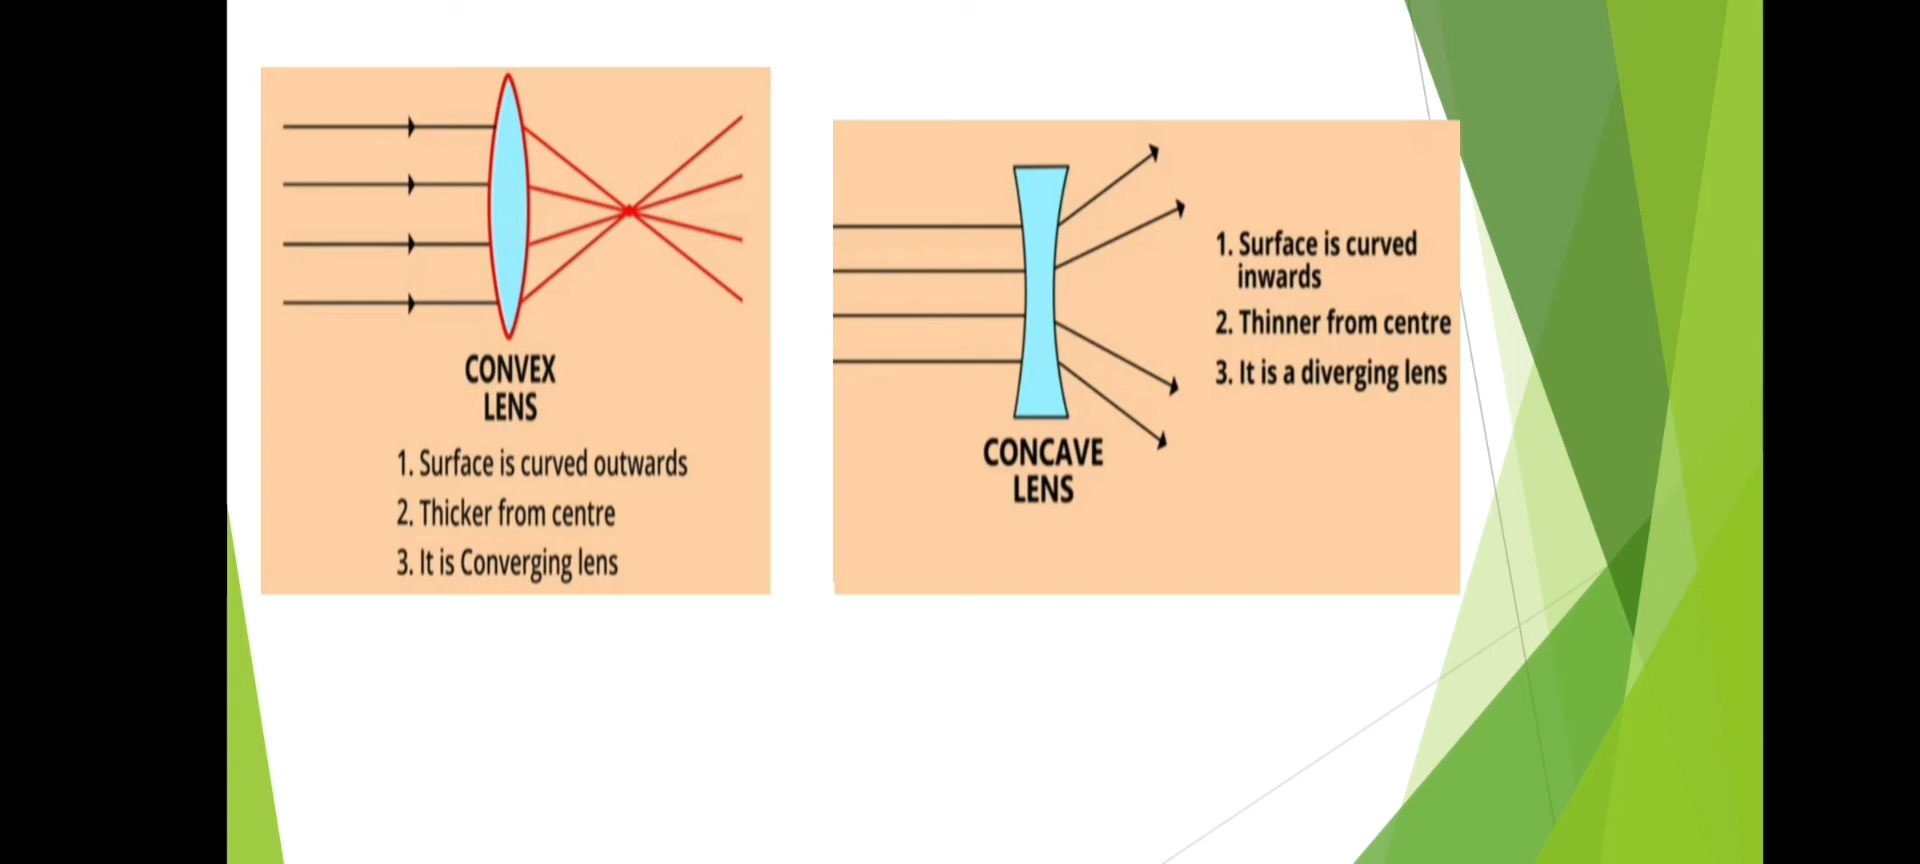 CONVEX
LENS
1. Surface is curved outwards
2. Thicker from centre
3. It is Converging lens
CONCAVE
LENS
1. Surface is curved
inwards
2. Thinner from centre
3. It is a diverging lens